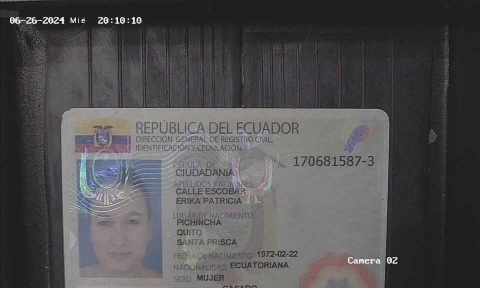 06-26-2024 Mié 20:10:10
REPÚBLICA DEL ECUADOR
DIRECCIÓN GENERAL DE REGISTRO CIVIL,
IDENTIFICACIÓN Y CEDULACIÓN
CÉDULA DE
CIUDADANÍA
Nº 170681587-3
APELLIDOS Y NOMBRES
CALLE ESCOBAR
ERIKA PATRICIA
LUGAR DE NACIMIENTO
PICHINCHA
QUITO
SANTA PRISCA
FECHA DE NACIMIENTO 1972-02-22
NACIONALIDAD ECUATORIANA
SEXO MUJER
CASADO
Camera 02